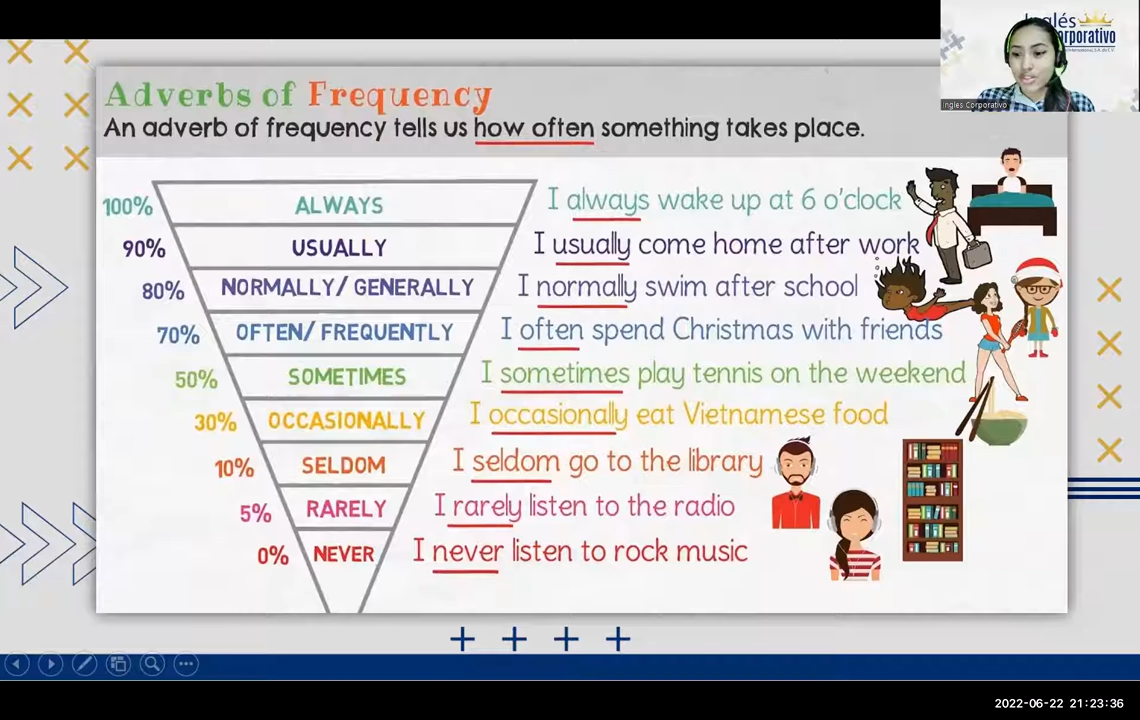 Inglés
Corporativo
Ingles Corporativo
Adverbs of Frequency
An adverb of frequency tells us how often something takes place.
100% ALWAYS I always wake up at 6 o'clock
90% USUALLY I usually come home after work
80% NORMALLY/ GENERALLY I normally swim after school
70% OFTEN/ FREQUENTLY I often spend Christmas with friends
50% SOMETIMES I sometimes play tennis on the weekend
30% OCCASIONALLY I occasionally eat Vietnamese food
10% SELDOM I seldom go to the library
5% RARELY I rarely listen to the radio
0% NEVER I never listen to rock music
2022-06-22 21:23:36